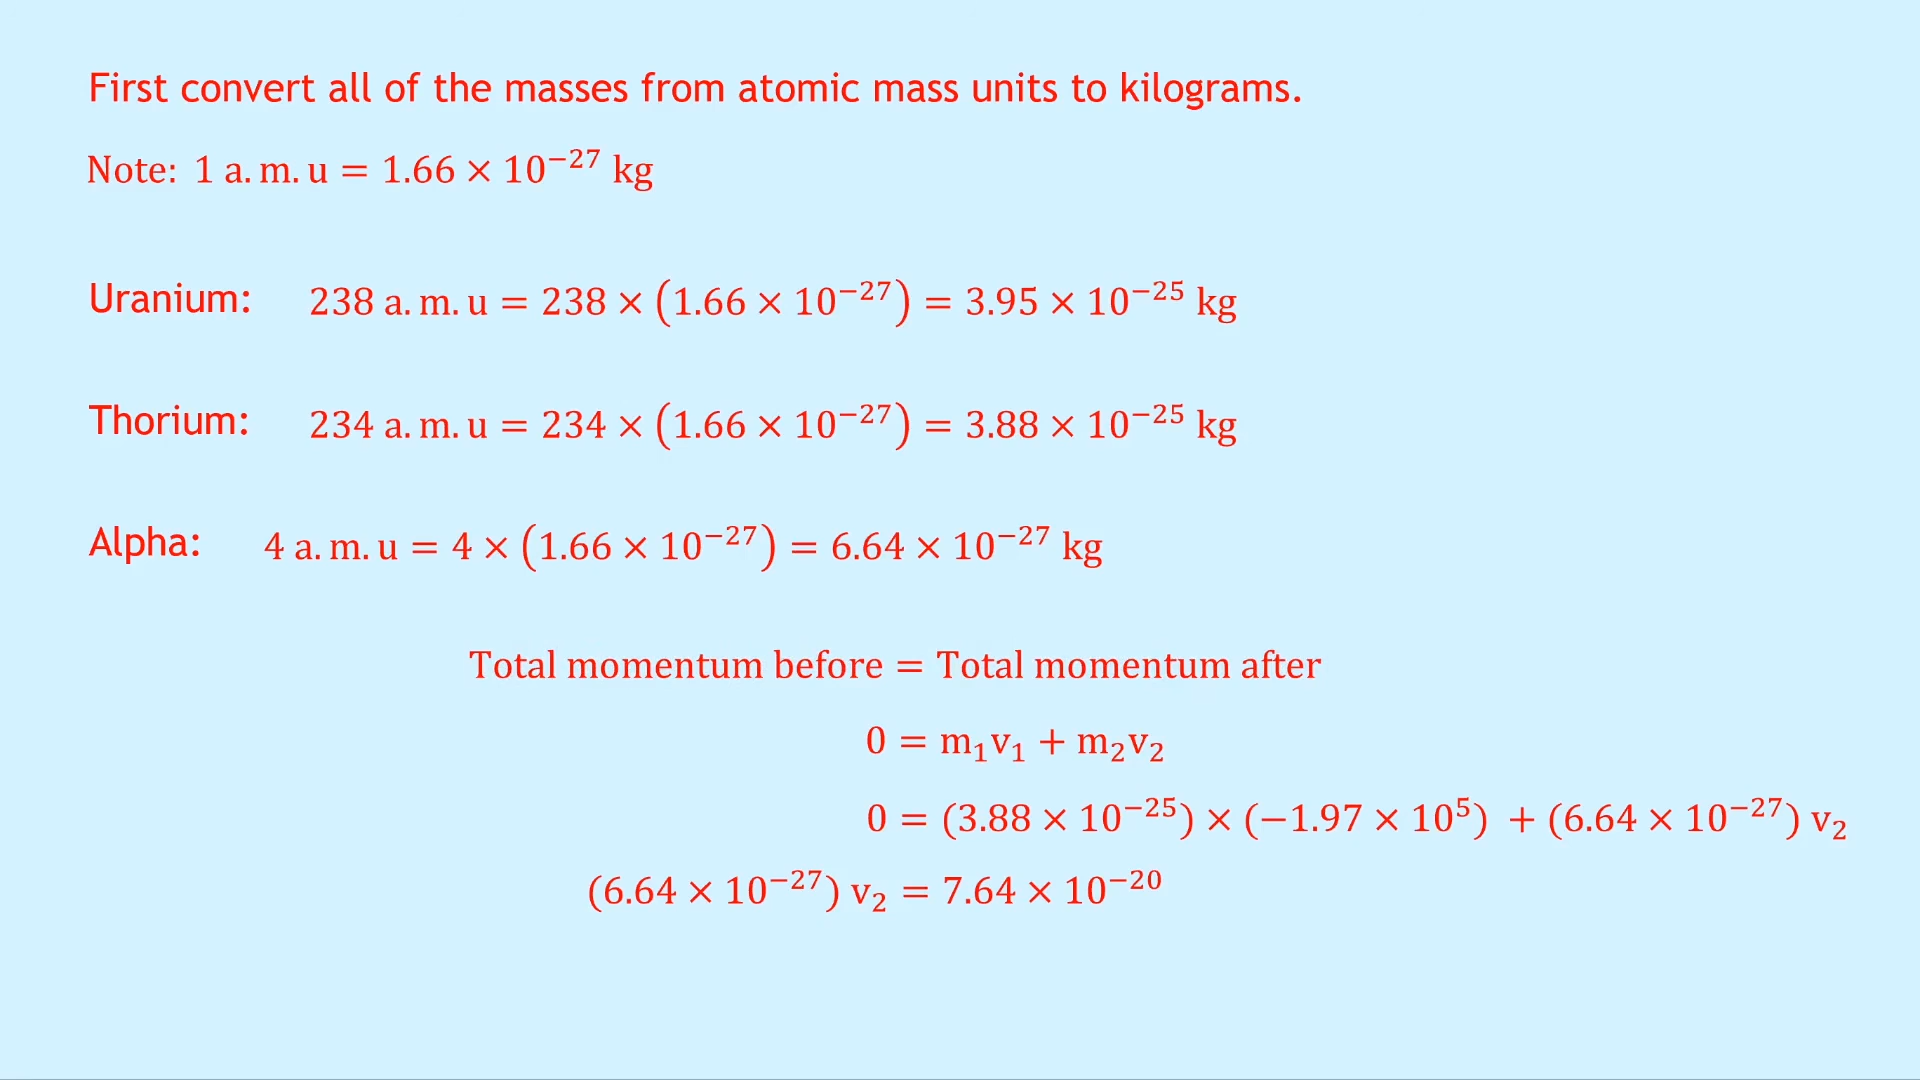 First convert all of the masses from atomic mass units to kilograms.
Note: 1 a. m. u = 1.66 × 10⁻²⁷ kg
Uranium: 238 a. m. u = 238 × (1.66 × 10⁻²⁷) = 3.95 × 10⁻²⁵ kg
Thorium: 234 a. m. u = 234 × (1.66 × 10⁻²⁷) = 3.88 × 10⁻²⁵ kg
Alpha: 4 a. m. u = 4 × (1.66 × 10⁻²⁷) = 6.64 × 10⁻²⁷ kg
Total momentum before = Total momentum after
0 = m₁v₁ + m₂v₂
0 = (3.88 × 10⁻²⁵) × (−1.97 × 10⁵) + (6.64 × 10⁻²⁷) v₂
(6.64 × 10⁻²⁷) v₂ = 7.64 × 10⁻²⁰